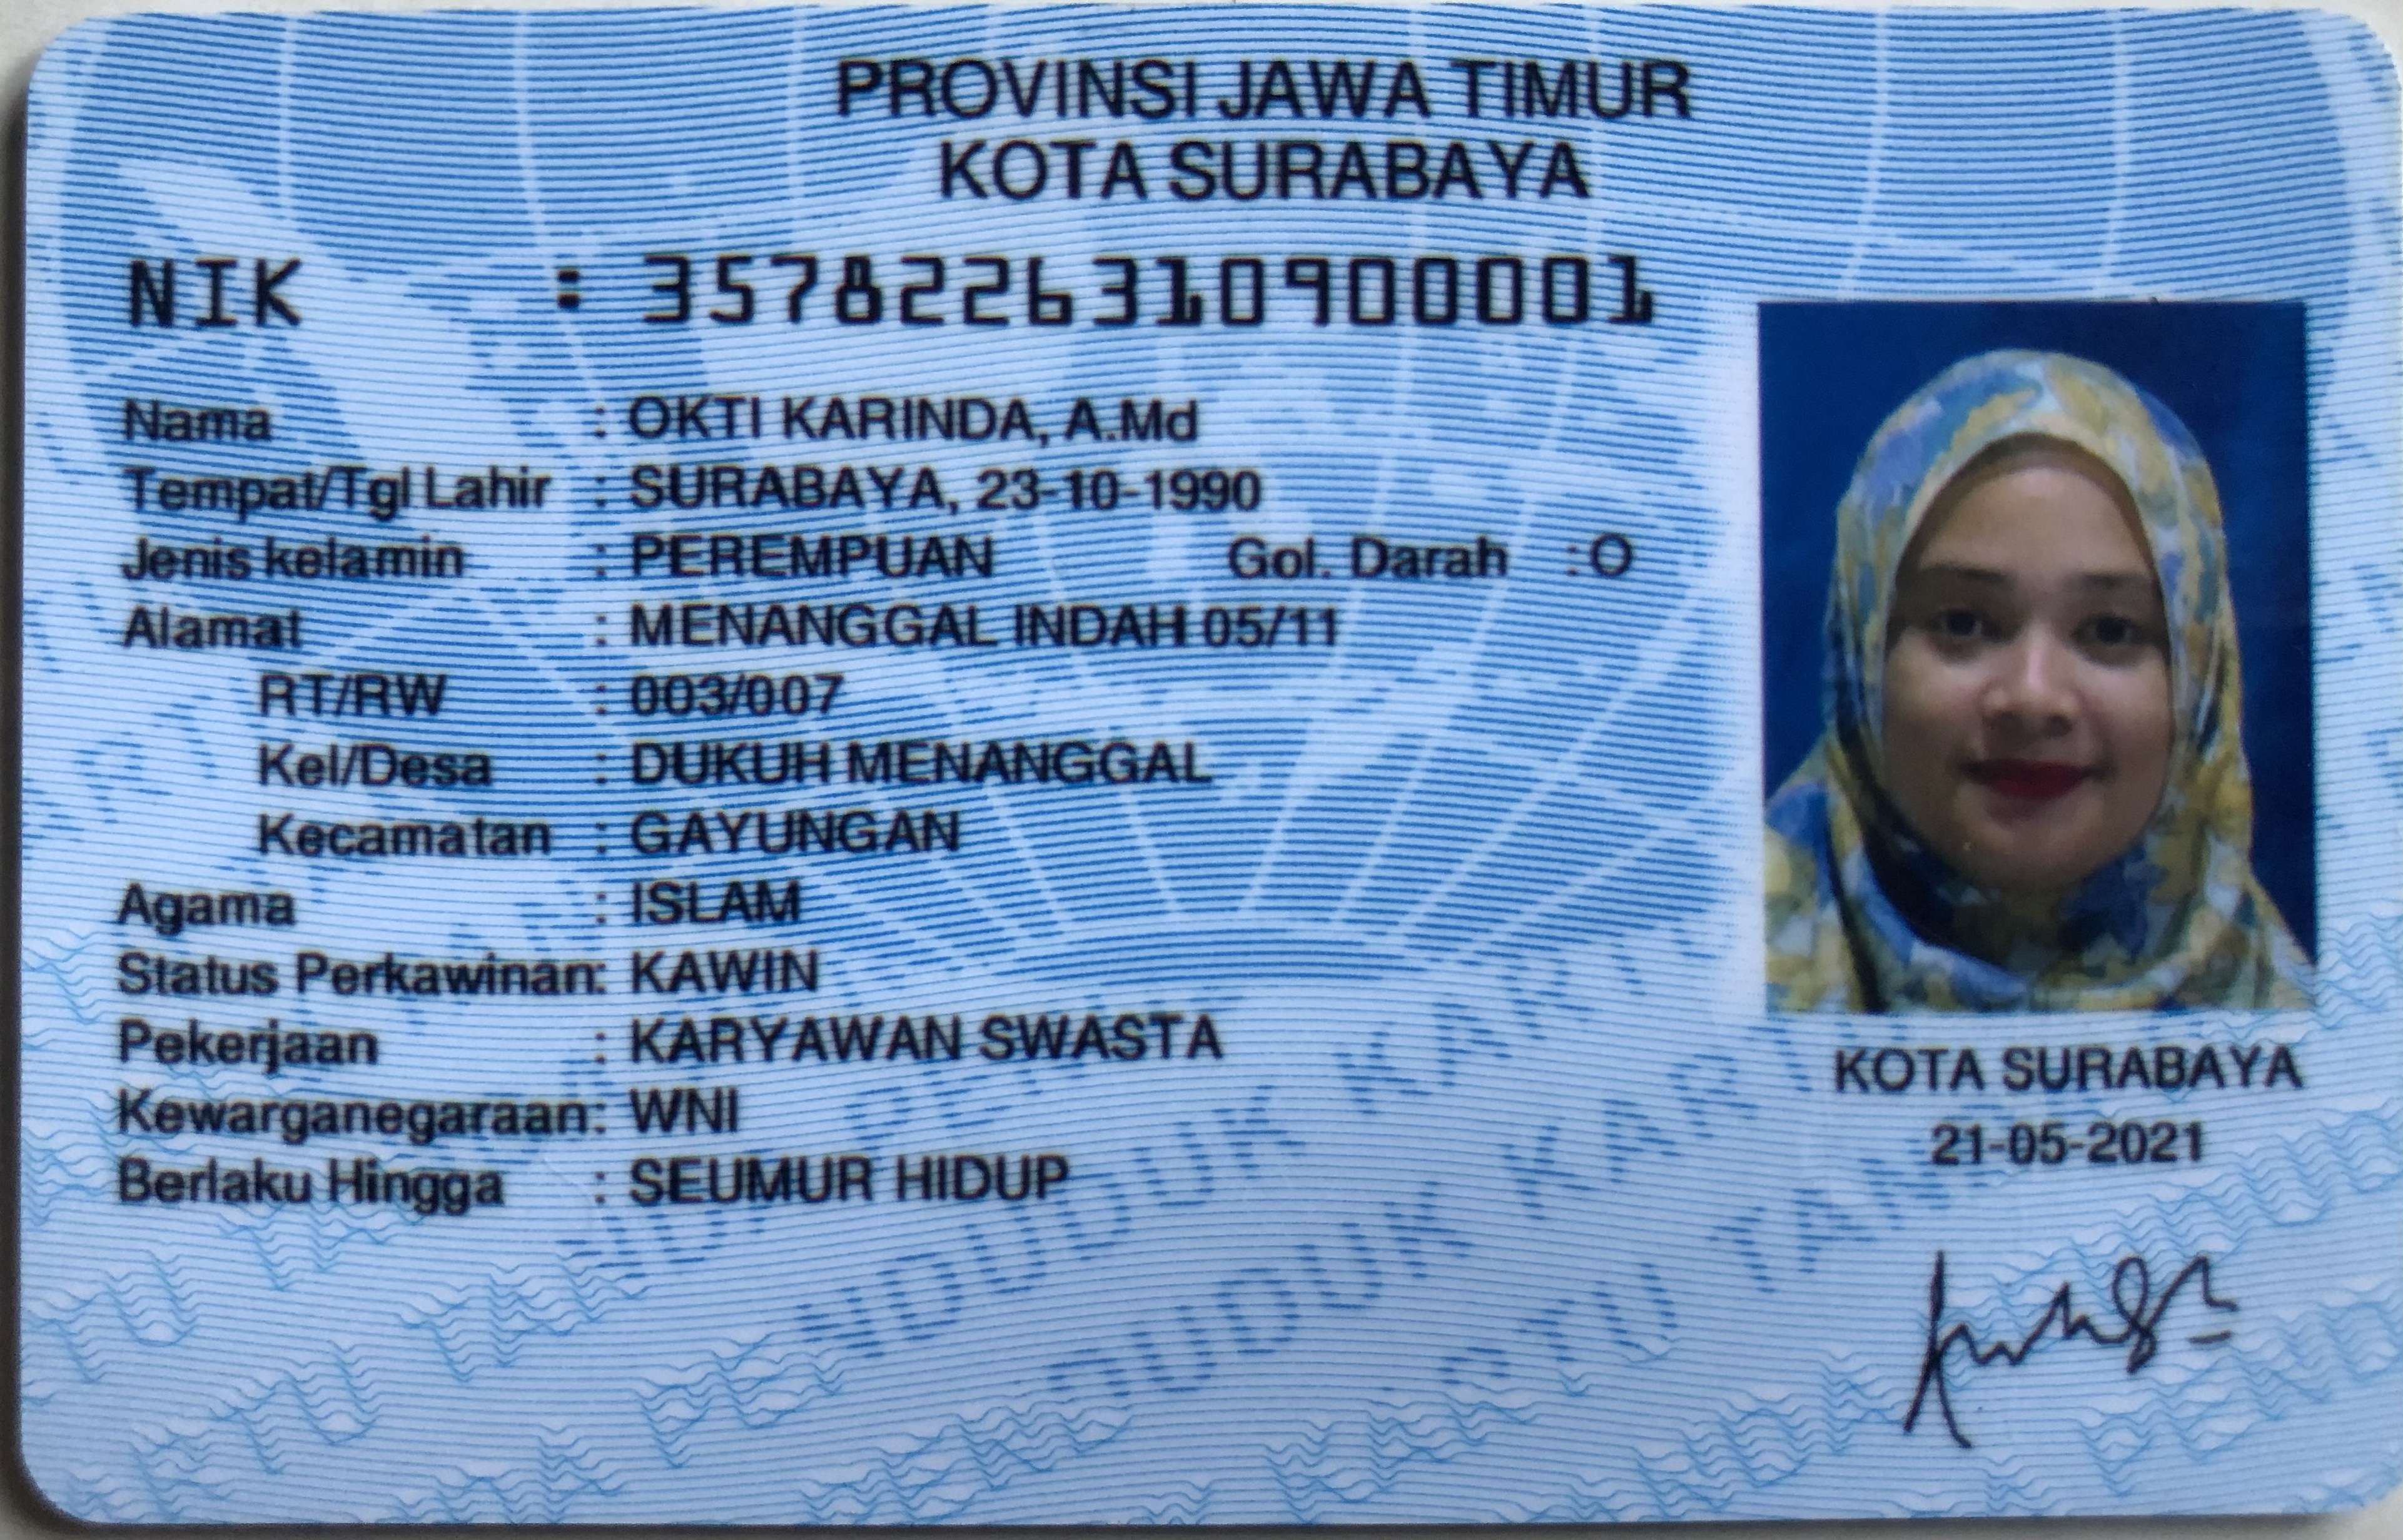 PROVINSI JAWA TIMUR
KOTA SURABAYA
NIK : 3578226310900001
Nama : OKTI KARINDA, A.Md
Tempat/Tgl Lahir : SURABAYA, 23-10-1990
Jenis kelamin : PEREMPUAN Gol. Darah : O
Alamat : MENANGGAL INDAH 05/11
RT/RW : 003/007
Kel/Desa : DUKUH MENANGGAL
Kecamatan : GAYUNGAN
Agama : ISLAM
Status Perkawinan: KAWIN
Pekerjaan : KARYAWAN SWASTA
Kewarganegaraan: WNI
Berlaku Hingga : SEUMUR HIDUP
KOTA SURABAYA
21-05-2021